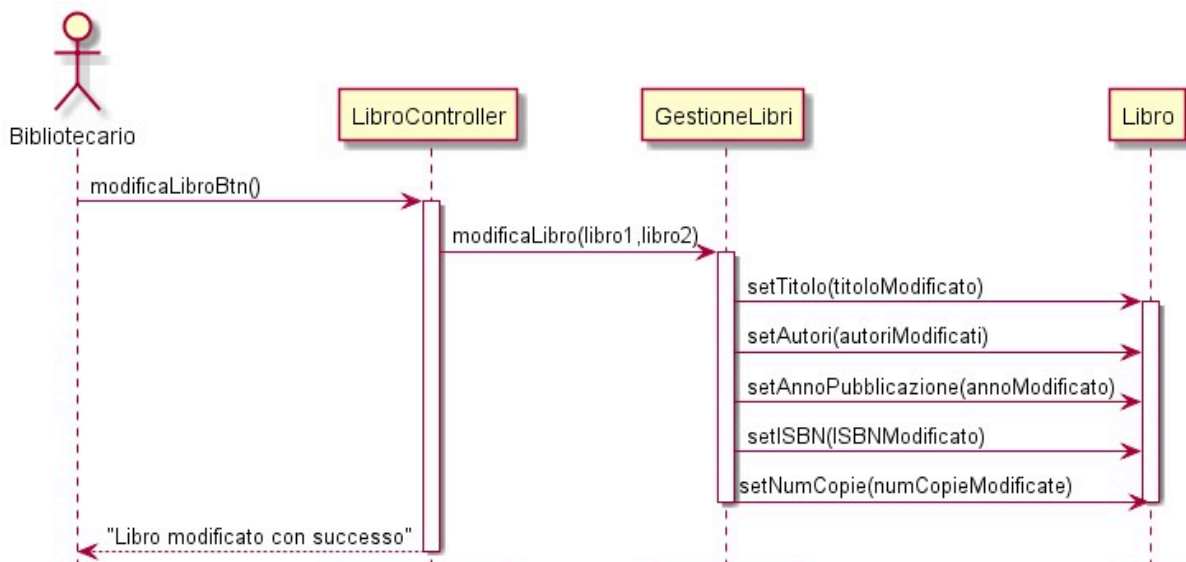 Bibliotecario
LibroController
GestioneLibri
Libro
modificaLibroBtn()
modificaLibro(libro1,libro2)
setTitolo(titoloModificato)
setAutori(autoriModificati)
setAnnoPubblicazione(annoModificato)
setISBN(ISBNModificato)
setNumCopie(numCopieModificate)
"Libro modificato con successo"